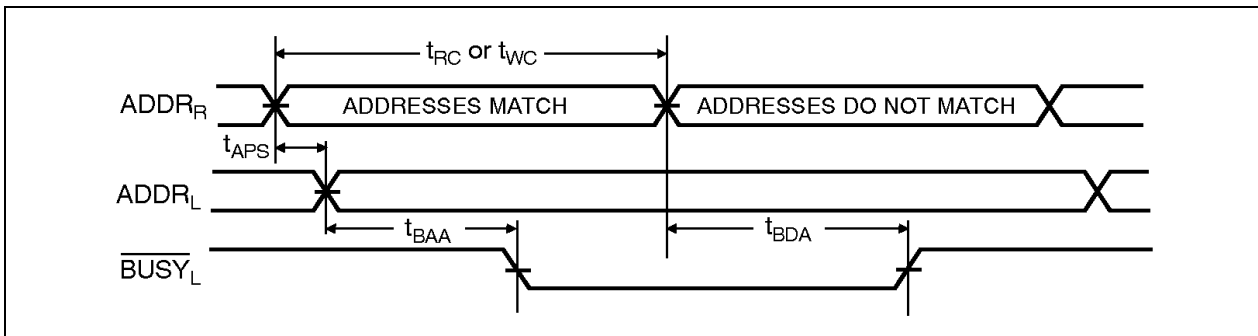 tRC or tWC
ADDRR
ADDRESSES MATCH
ADDRESSES DO NOT MATCH
tAPS
ADDRL
tBAA
tBDA
BUSYL